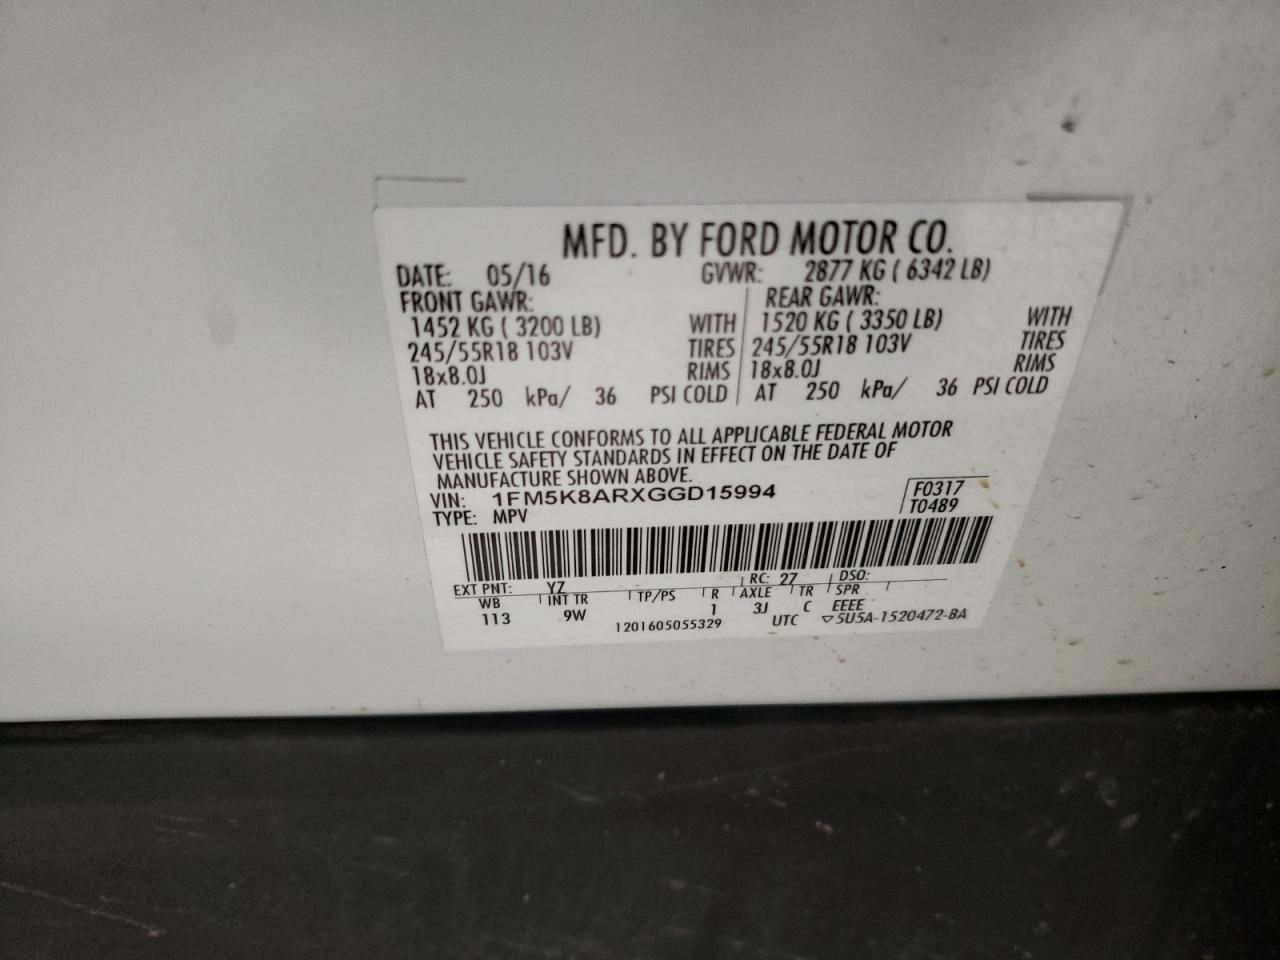 MFD. BY FORD MOTOR CO.
DATE: 05/16 GVWR: 2877 KG ( 6342 LB)
FRONT GAWR: REAR GAWR:
1452 KG ( 3200 LB) WITH 1520 KG ( 3350 LB) WITH
245/55R18 103V TIRES 245/55R18 103V TIRES
18x8.0J RIMS 18x8.0J RIMS
AT 250 kPa/ 36 PSI COLD AT 250 kPa/ 36 PSI COLD
THIS VEHICLE CONFORMS TO ALL APPLICABLE FEDERAL MOTOR
VEHICLE SAFETY STANDARDS IN EFFECT ON THE DATE OF
MANUFACTURE SHOWN ABOVE.
VIN: 1FM5K8ARXGGD15994 F0317
TYPE: MPV T0489
EXT PNT: YZ RC: 27 DSO:
WB INT TR TP/PS R AXLE TR SPR
113 9W 1 3J C EEEE
1201605055329 UTC ▽5U5A-1520472-BA